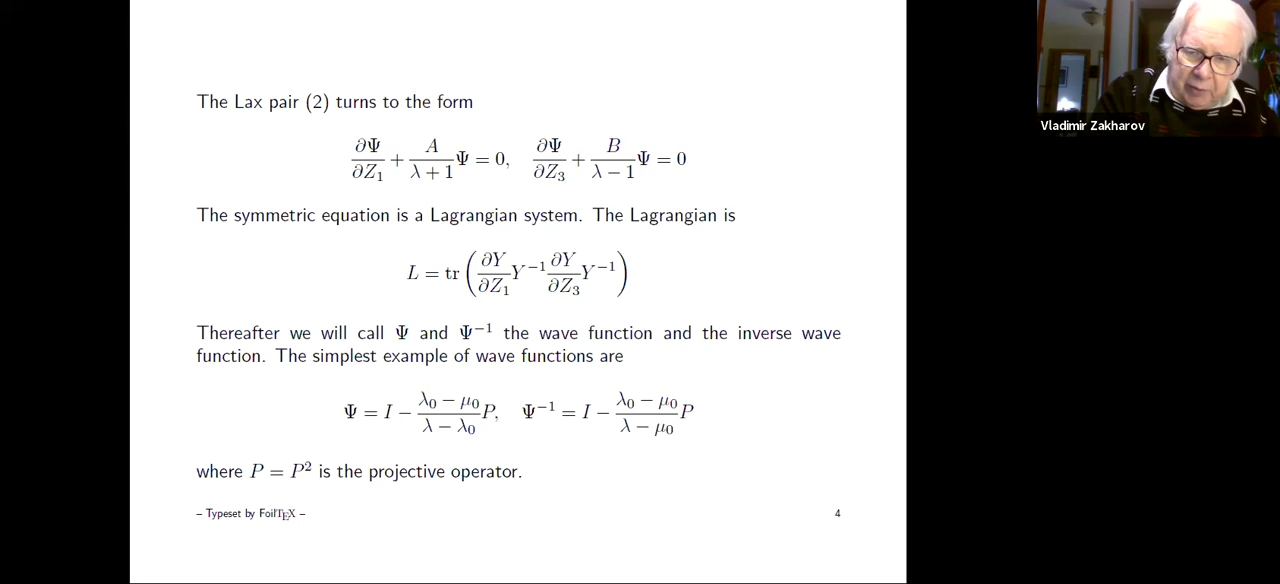 The Lax pair (2) turns to the form
∂Ψ/∂Z₁ + A/(λ + 1) Ψ = 0, ∂Ψ/∂Z₃ + B/(λ − 1) Ψ = 0
The symmetric equation is a Lagrangian system. The Lagrangian is
L = tr (∂Y/∂Z₁ Y⁻¹ ∂Y/∂Z₃ Y⁻¹)
Thereafter we will call Ψ and Ψ⁻¹ the wave function and the inverse wave
function. The simplest example of wave functions are
Ψ = I − (λ₀ − μ₀)/(λ − λ₀) P, Ψ⁻¹ = I − (λ₀ − μ₀)/(λ − μ₀) P
where P = P² is the projective operator.
– Typeset by FoilTEX –
4
Vladimir Zakharov